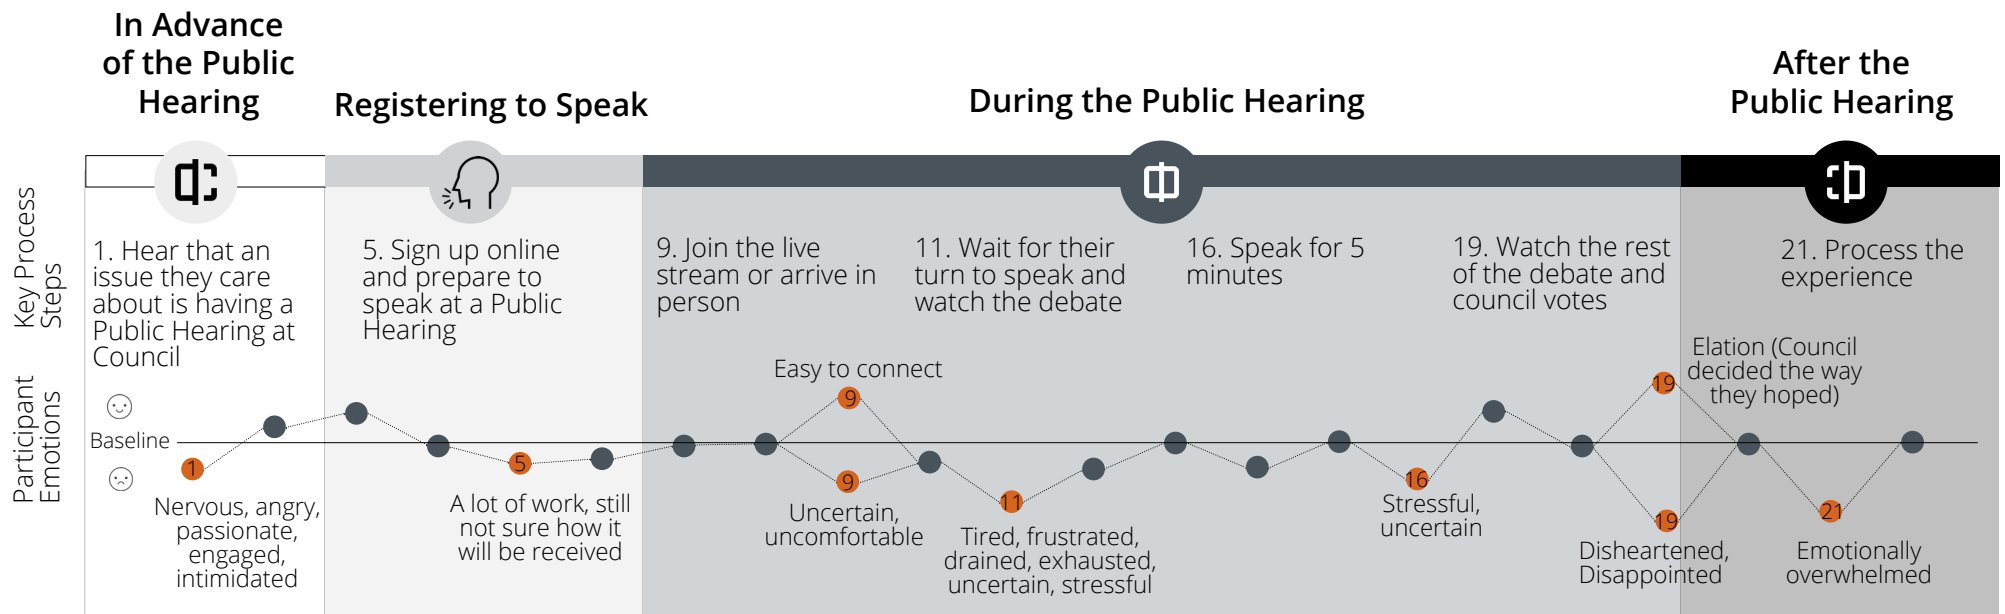 In Advance
of the Public
Hearing
Registering to Speak
During the Public Hearing
After the
Public Hearing
Key Process
Steps
1. Hear that an
issue they care
about is having a
Public Hearing at
Council
5. Sign up online
and prepare to
speak at a Public
Hearing
9. Join the live
stream or arrive in
person
11. Wait for their
turn to speak and
watch the debate
16. Speak for 5
minutes
19. Watch the rest
of the debate and
council votes
21. Process the
experience
Participant
Emotions
Baseline
1
Nervous, angry,
passionate,
engaged,
intimidated
5
A lot of work, still
not sure how it
will be received
Easy to connect
9
9
Uncertain,
uncomfortable
11
Tired, frustrated,
drained, exhausted,
uncertain, stressful
16
Stressful,
uncertain
Elation (Council
decided the way
they hoped)
19
19
Disheartened,
Disappointed
21
Emotionally
overwhelmed